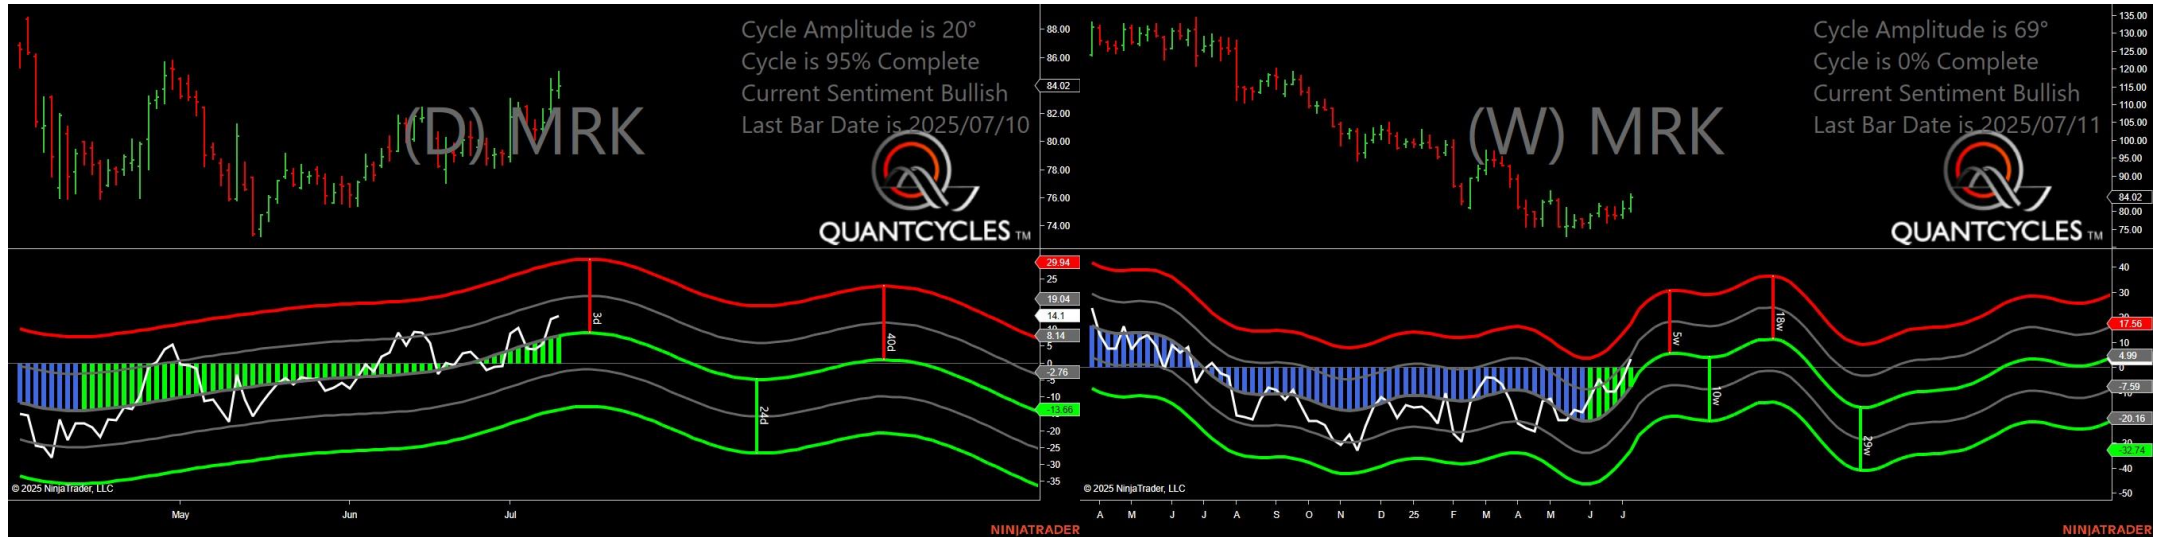 Cycle Amplitude is 20°
Cycle is 95% Complete
Current Sentiment Bullish
Last Bar Date is 2025/07/10
(D) MRK
QUANTCYCLES TM
88.00
86.00
84.02
82.00
80.00
78.00
76.00
74.00
29.94
25
19.04
14.1
8.14
5
0
-2.76
-5
-10
-13.66
-20
-25
-30
-35
3d
24d
40d
© 2025 NinjaTrader, LLC
May
Jun
Jul
NINJATRADER
Cycle Amplitude is 69°
Cycle is 0% Complete
Current Sentiment Bullish
Last Bar Date is 2025/07/11
(W) MRK
QUANTCYCLES TM
135.00
130.00
125.00
120.00
115.00
110.00
105.00
100.00
95.00
90.00
84.02
80.00
75.00
40
30
20
17.56
10
4.99
0
-7.59
-20.16
-32.74
-40
-50
5w
10w
18w
29w
© 2025 NinjaTrader, LLC
A M J J A S O N D 25 F M A M J J
NINJATRADER